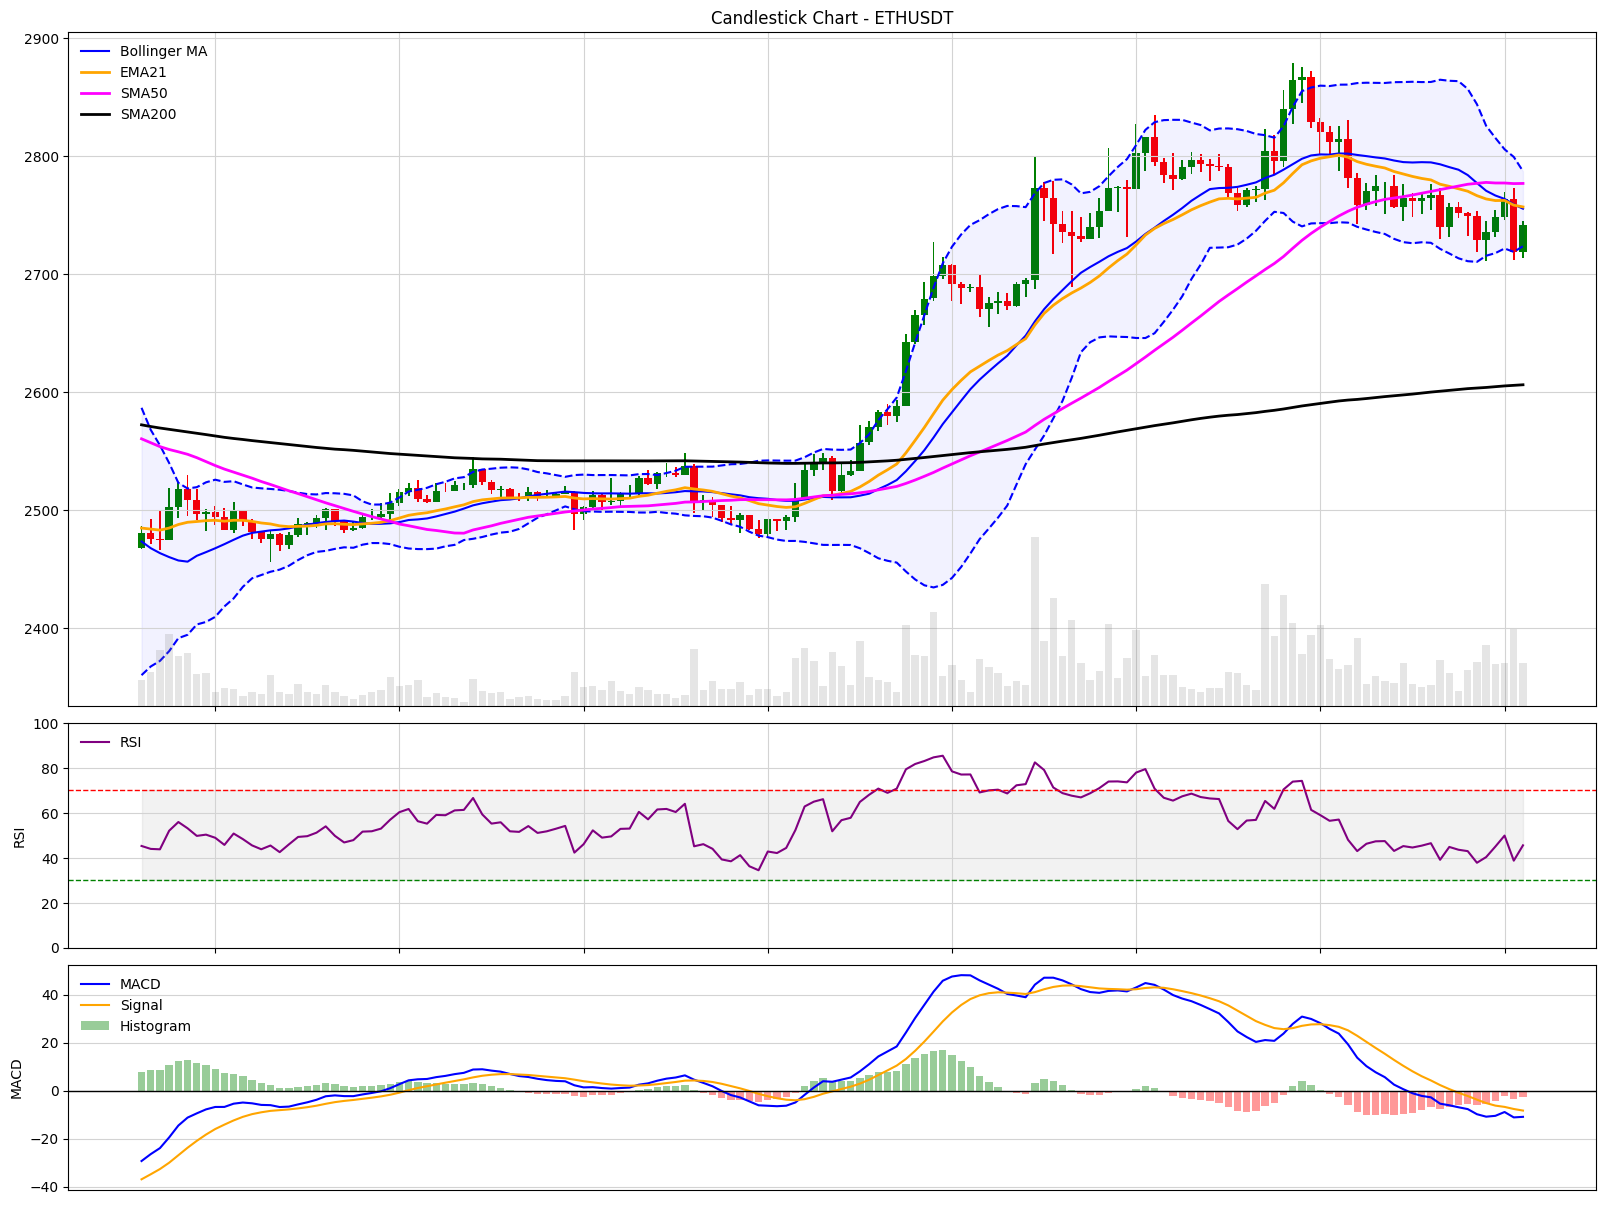 Candlestick Chart - ETHUSDT
2900
2800
2700
2600
2500
2400
Bollinger MA
EMA21
SMA50
SMA200
100
80
60
40
20
0
RSI
RSI
40
20
0
−20
−40
MACD
MACD
Signal
Histogram